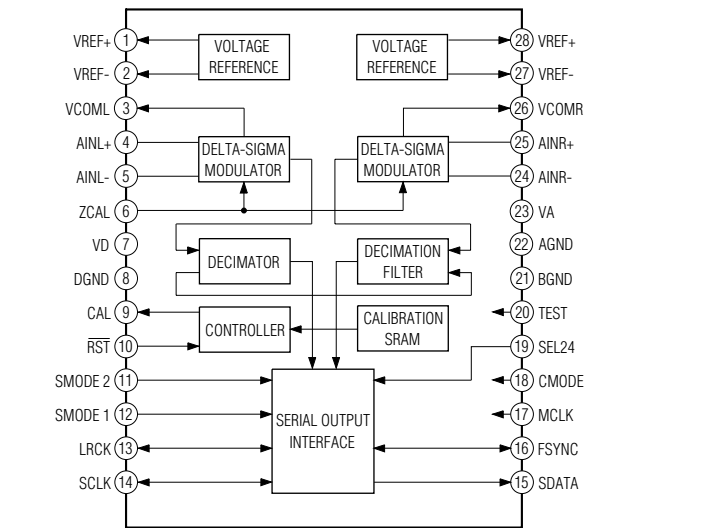 VREF+ 1
VREF- 2
VCOML 3
AINL+ 4
AINL- 5
ZCAL 6
VD 7
DGND 8
CAL 9
RST 10
SMODE 2 11
SMODE 1 12
LRCK 13
SCLK 14
VOLTAGE
REFERENCE
VOLTAGE
REFERENCE
DELTA-SIGMA
MODULATOR
DELTA-SIGMA
MODULATOR
DECIMATOR
DECIMATION
FILTER
CONTROLLER
CALIBRATION
SRAM
SERIAL OUTPUT
INTERFACE
28 VREF+
27 VREF-
26 VCOMR
25 AINR+
24 AINR-
23 VA
22 AGND
21 BGND
20 TEST
19 SEL24
18 CMODE
17 MCLK
16 FSYNC
15 SDATA